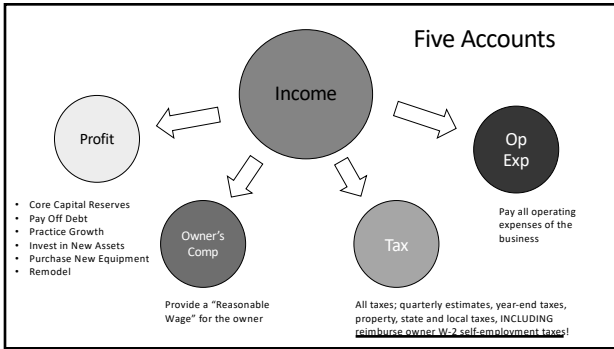 Five Accounts
Income
Profit
Op
Exp
• Core Capital Reserves
• Pay Off Debt
• Practice Growth
• Invest in New Assets
• Purchase New Equipment
• Remodel
Owner's
Comp
Tax
Pay all operating
expenses of the
business
Provide a “Reasonable
Wage” for the owner
All taxes; quarterly estimates, year-end taxes,
property, state and local taxes, INCLUDING
reimburse owner W-2 self-employment taxes!